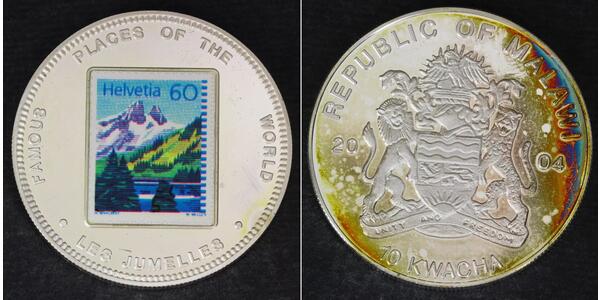 FAMOUS PLACES OF THE WORLD
Helvetia 60
• LES JUMELLES •
REPUBLIC OF MALAWI
20 04
UNITY AND FREEDOM
10 KWACHA